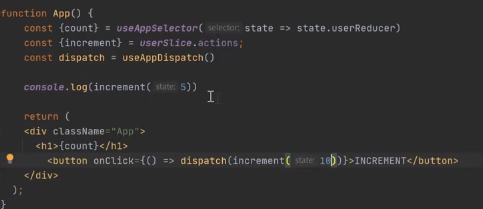 function App() {
const {count} = useAppSelector( selector: state => state.userReducer)
const {increment} = userSlice.actions;
const dispatch = useAppDispatch()
console.log(increment( state: 5))
return (
<div className="App">
<h1>{count}</h1>
<button onClick={() => dispatch(increment( state: 10))}>INCREMENT</button>
</div>
);
}